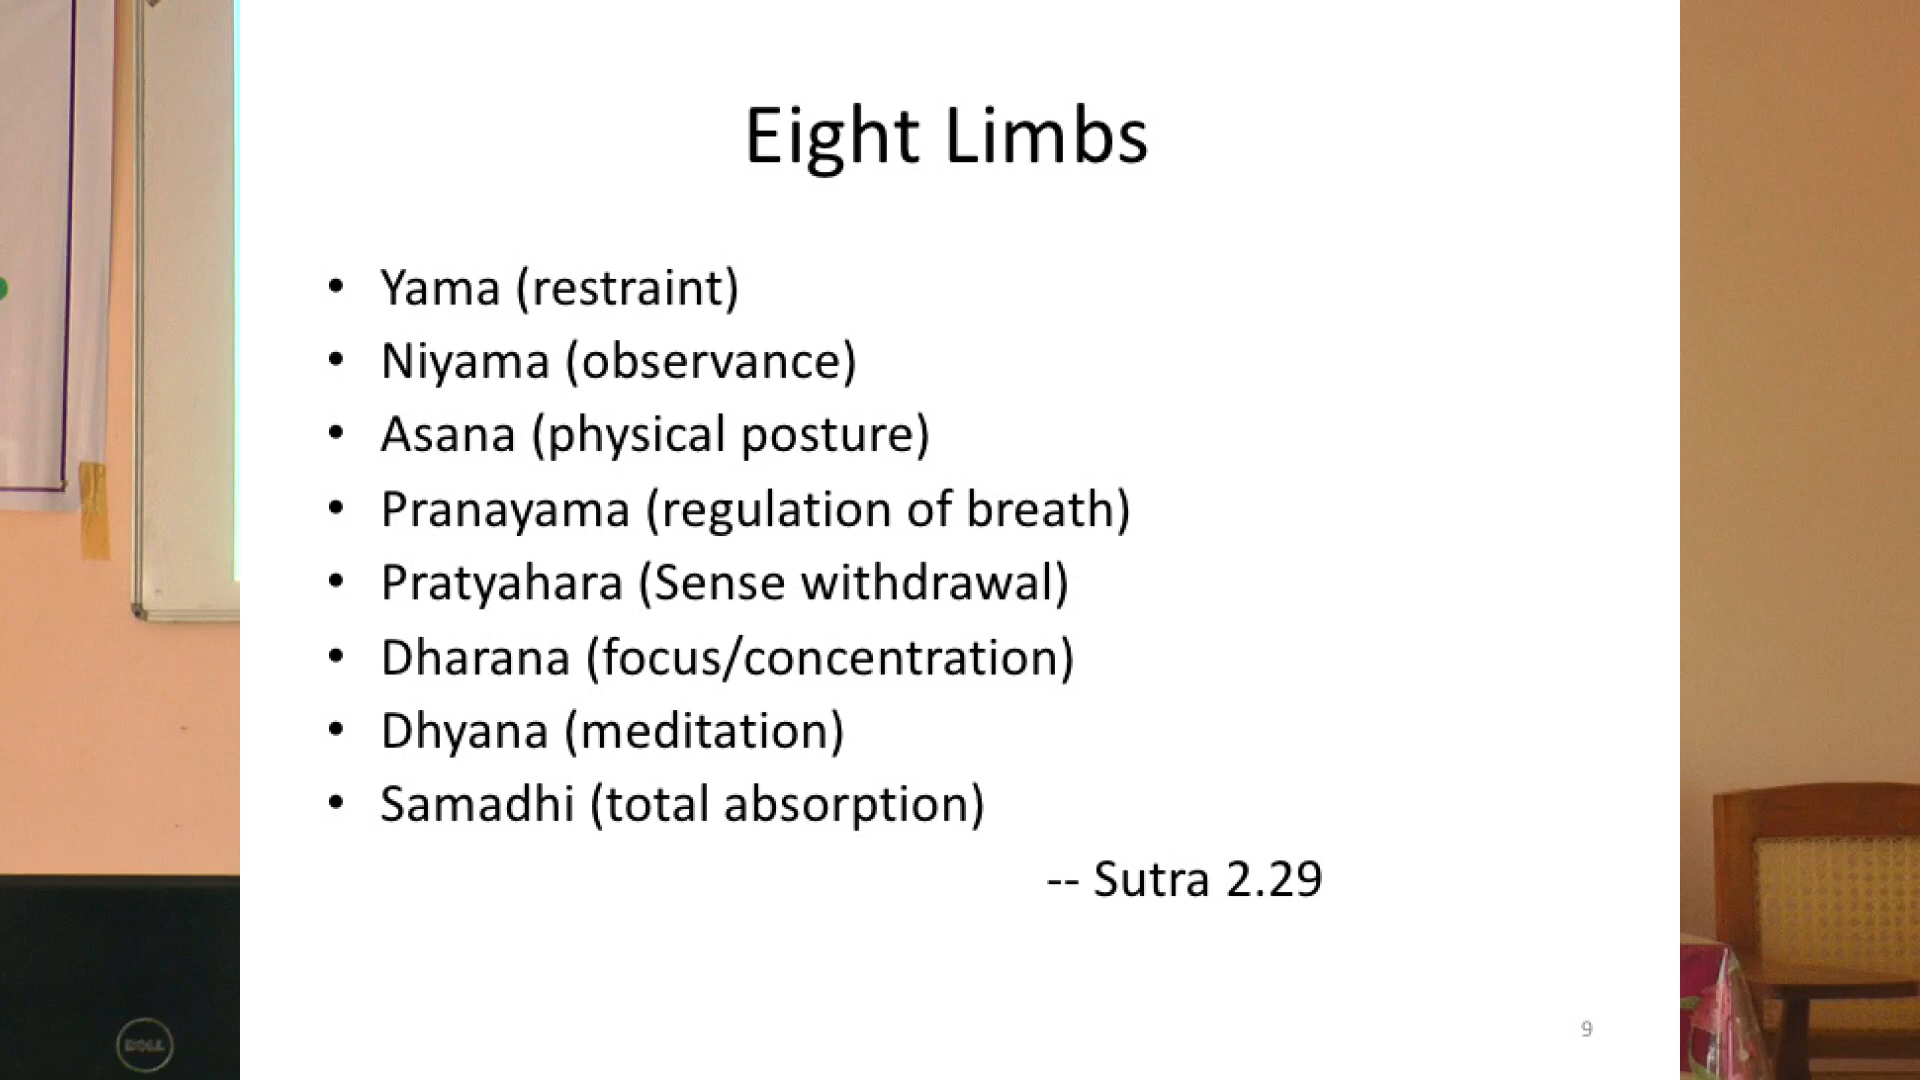 Eight Limbs
• Yama (restraint)
• Niyama (observance)
• Asana (physical posture)
• Pranayama (regulation of breath)
• Pratyahara (Sense withdrawal)
• Dharana (focus/concentration)
• Dhyana (meditation)
• Samadhi (total absorption)
-- Sutra 2.29
9
DELL